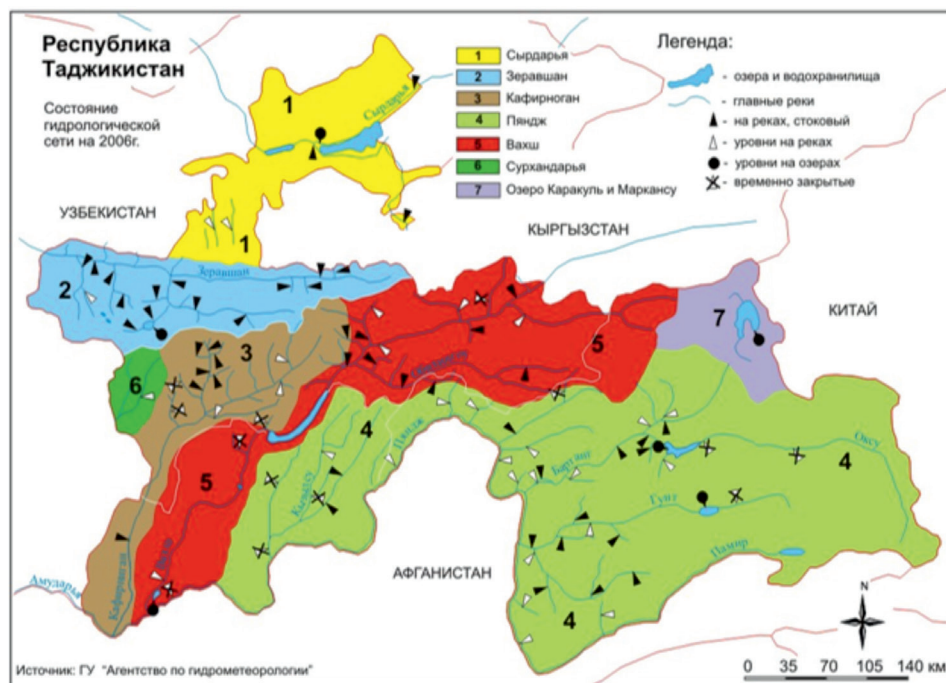 Республика
Таджикистан
Состояние
гидрологической
сети на 2006г.
1 Сырдарья
2 Зеравшан
3 Кафирноган
4 Пяндж
5 Вахш
6 Сурхандарья
7 Озеро Каракуль и Маркансу
Легенда:
- озера и водохранилища
- главные реки
- на реках, стоковый
- уровни на реках
- уровни на озерах
- временно закрытые
1
Сырдарья
УЗБЕКИСТАН
КЫРГЫЗСТАН
1
Зеравшан
2
7
КИТАЙ
3
5
6
4
Пяндж
Оксу
4
5
Бартанг
Гунт
Кызылсу
Памир
АФГАНИСТАН
Вахш
Кафирниган
Амударья
4
N
Источник: ГУ "Агентство по гидрометеорологии"
0 35 70 105 140 км